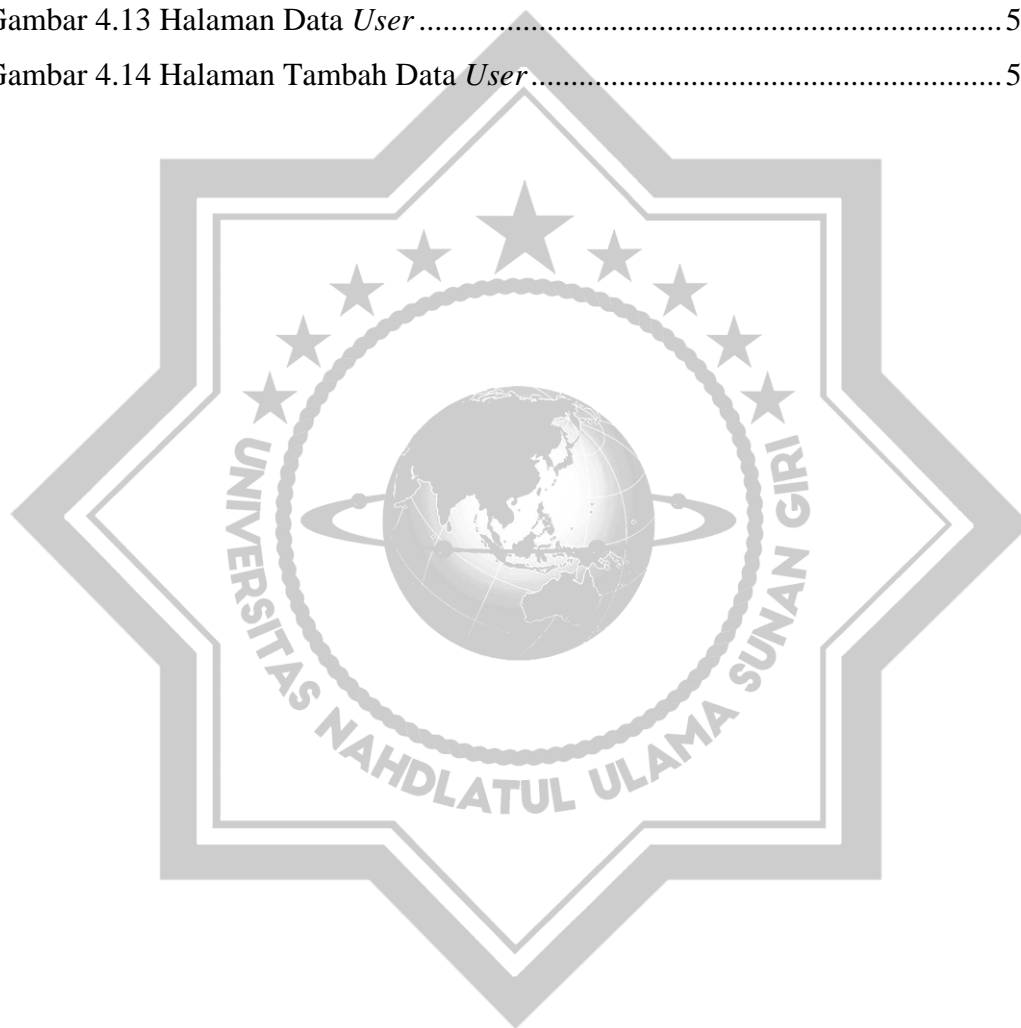 Gambar 4.13 Halaman Data User ........................................................................ 5
Gambar 4.14 Halaman Tambah Data User ........................................................... 5
UNIVERSITAS NAHDLATUL ULAMA SUNAN GIRI